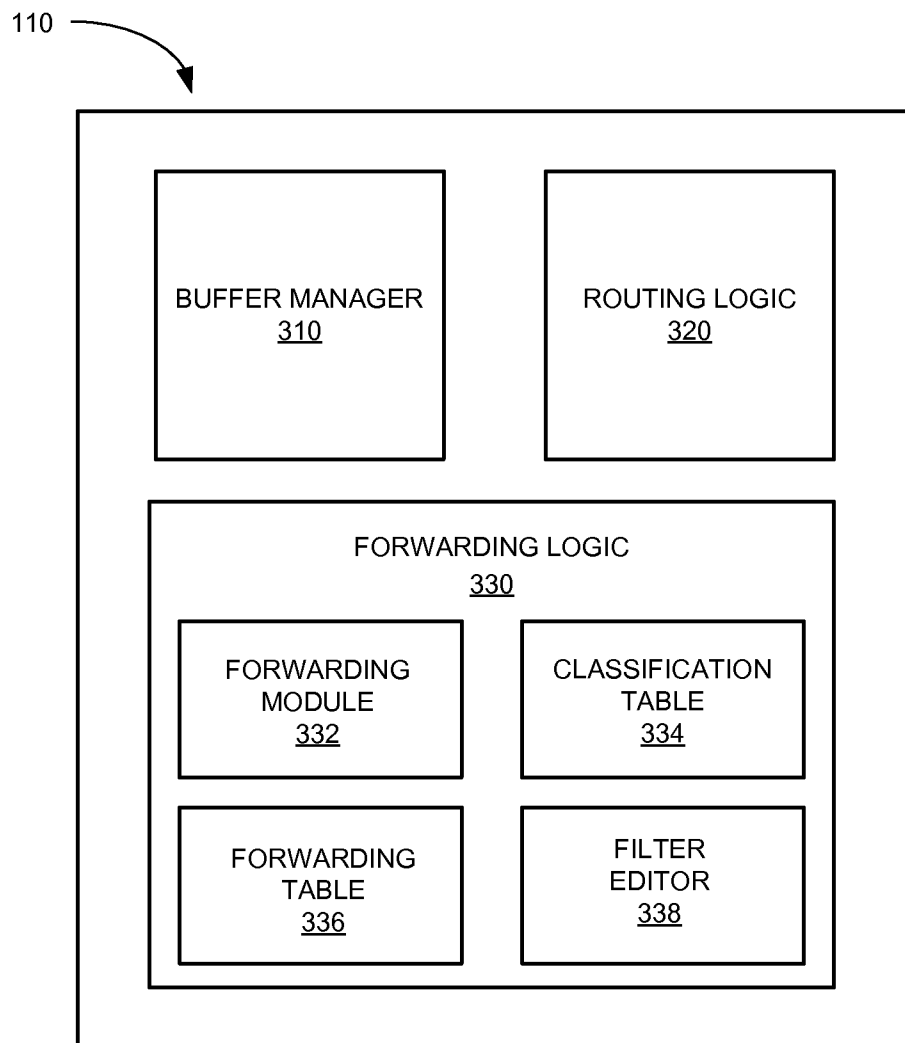 110
BUFFER MANAGER
310
ROUTING LOGIC
320
FORWARDING LOGIC
330
FORWARDING
MODULE
332
CLASSIFICATION
TABLE
334
FORWARDING
TABLE
336
FILTER
EDITOR
338